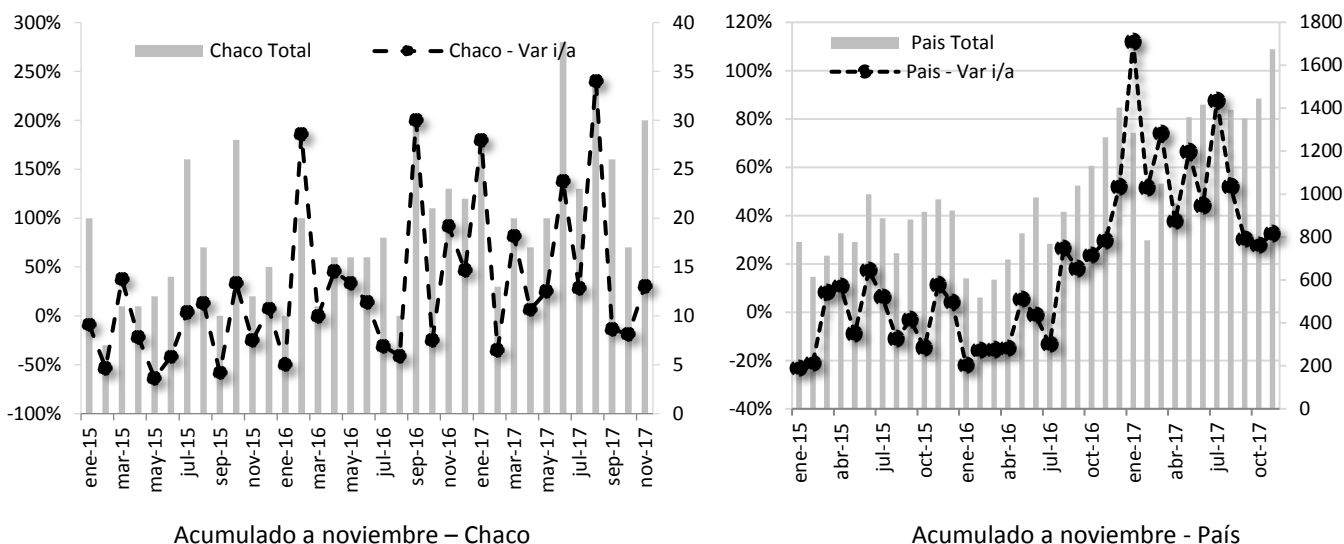 300%
250%
200%
150%
100%
50%
0%
-50%
-100%
Chaco Total
Chaco - Var i/a
40
35
30
25
20
15
10
5
0
ene-15
mar-15
may-15
jul-15
sep-15
nov-15
ene-16
mar-16
may-16
jul-16
sep-16
nov-16
ene-17
mar-17
may-17
jul-17
sep-17
nov-17
Acumulado a noviembre – Chaco
120%
100%
80%
60%
40%
20%
0%
-20%
-40%
Pais Total
Pais - Var i/a
1800
1600
1400
1200
1000
800
600
400
200
0
ene-15
abr-15
jul-15
oct-15
ene-16
abr-16
jul-16
oct-16
ene-17
abr-17
jul-17
oct-17
Acumulado a noviembre - País